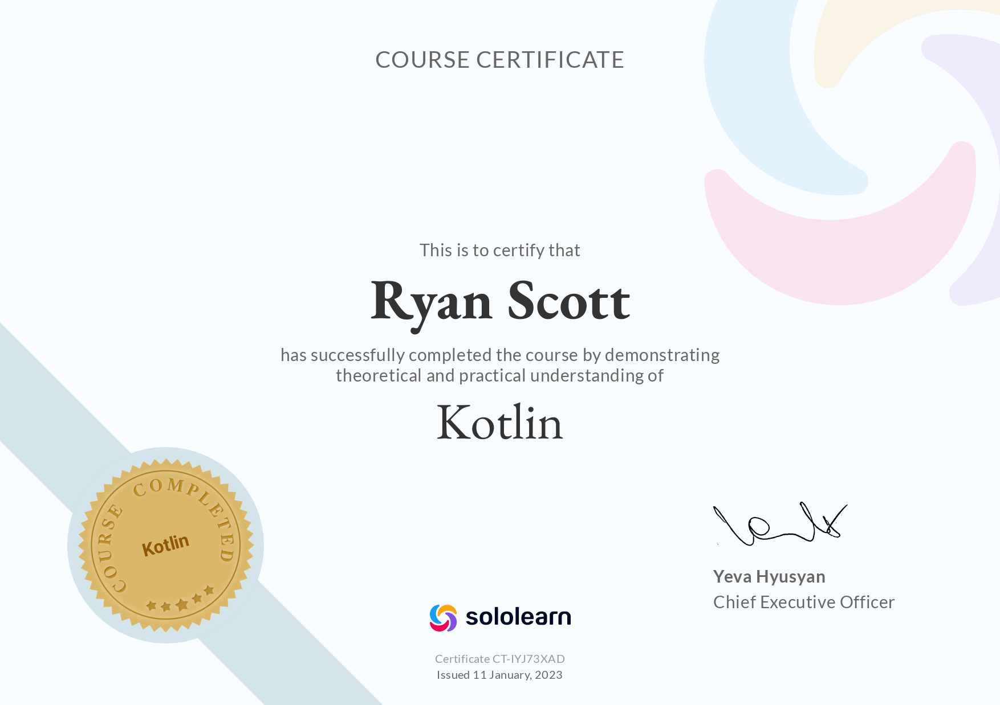 COURSE CERTIFICATE
This is to certify that
Ryan Scott
has successfully completed the course by demonstrating
theoretical and practical understanding of
Kotlin
COURSE COMPLETED
Kotlin
Yeva Hyusyan
Chief Executive Officer
sololearn
Certificate CT-IYJ73XAD
Issued 11 January, 2023